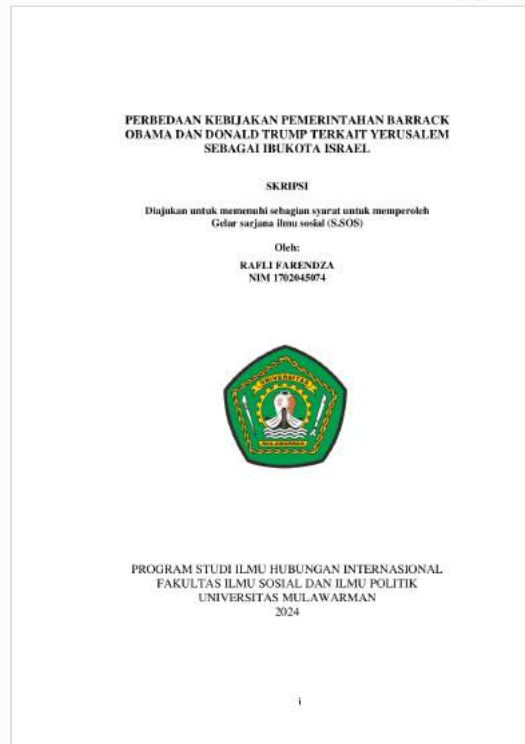 PERBEDAAN KEBIJAKAN PEMERINTAHAN BARRACK
OBAMA DAN DONALD TRUMP TERKAIT YERUSALEM
SEBAGAI IBUKOTA ISRAEL
SKRIPSI
Diajukan untuk memenuhi sebagian syarat untuk memperoleh
Gelar sarjana ilmu sosial (S.SOS)
Oleh:
RAFLI FARENDZA
NIM 1702045074
UNIVERSITAS
MULAWARMAN
PROGRAM STUDI ILMU HUBUNGAN INTERNASIONAL
FAKULTAS ILMU SOSIAL DAN ILMU POLITIK
UNIVERSITAS MULAWARMAN
2024
i